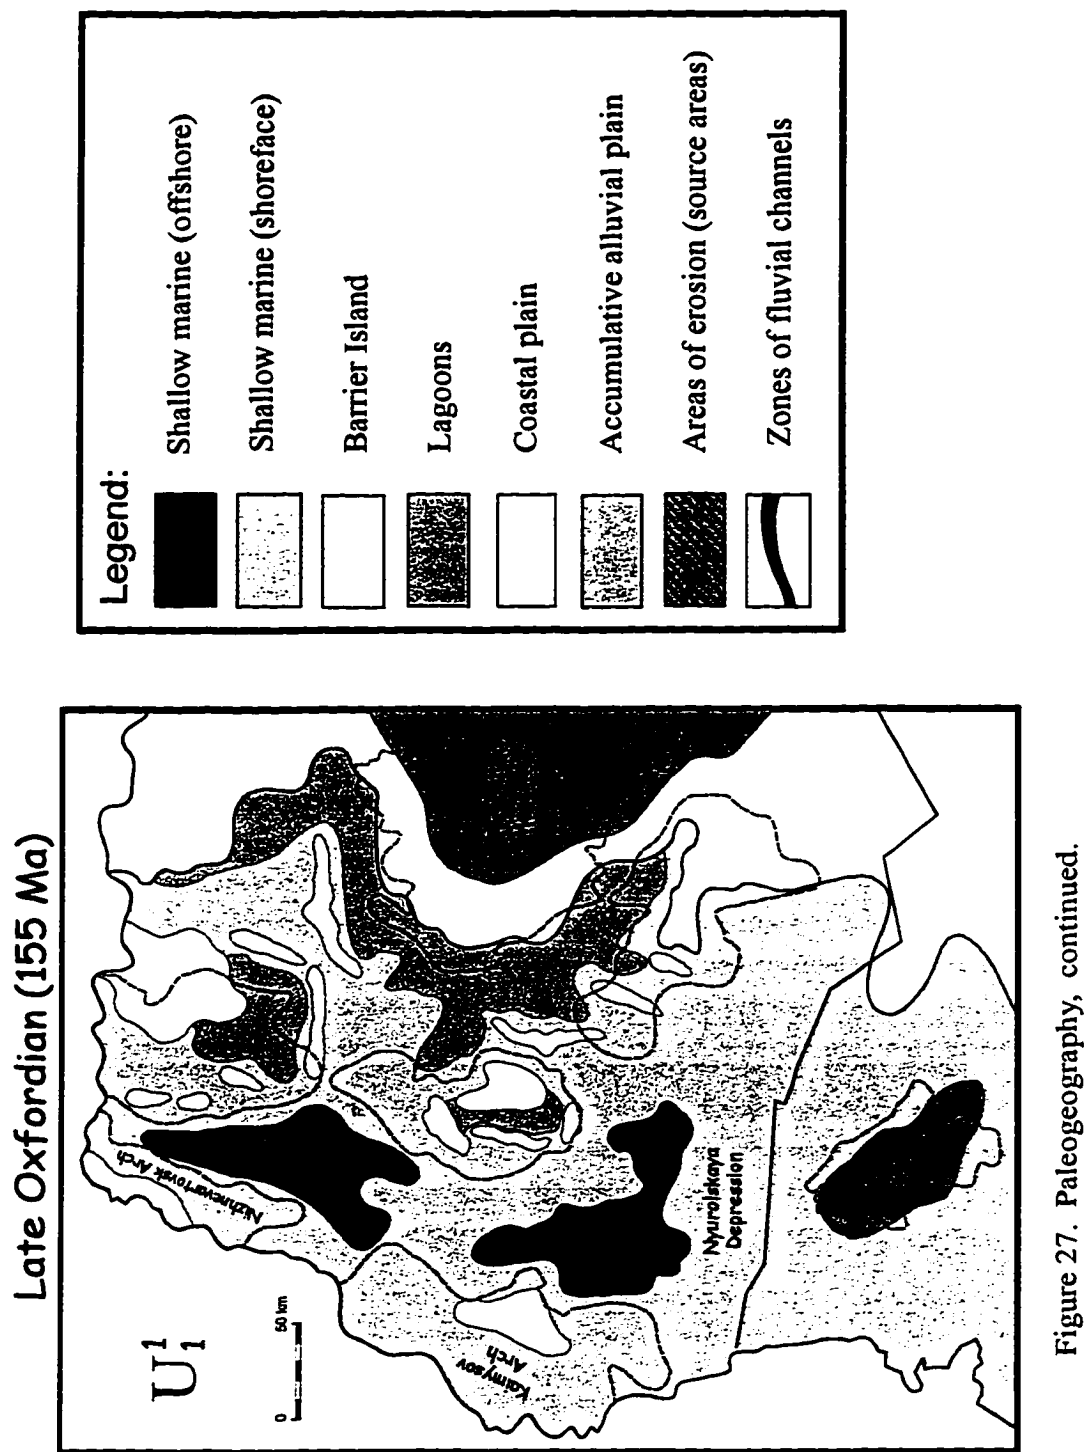 Late Oxfordian (155 Ma)
U₁¹
0 50 km
Nizhnevartovsk Arch
Kaimysov
Arch
Nyurolskaya
Depression
Legend:
Shallow marine (offshore)
Shallow marine (shoreface)
Barrier Island
Lagoons
Coastal plain
Accumulative alluvial plain
Areas of erosion (source areas)
Zones of fluvial channels
Figure 27. Paleogeography, continued.